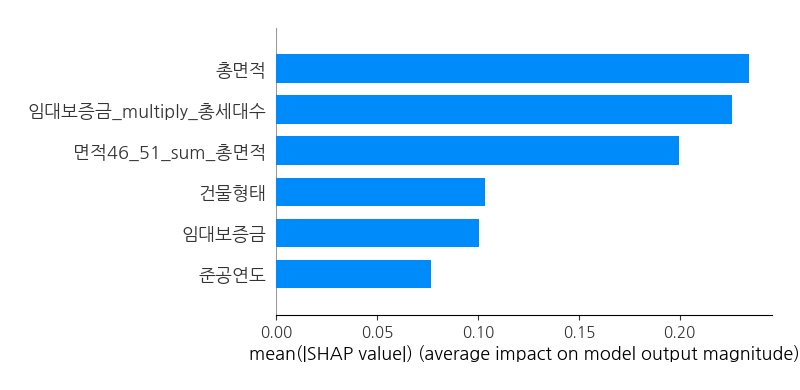 총면적
임대보증금_multiply_총세대수
면적46_51_sum_총면적
건물형태
임대보증금
준공연도
0.00 0.05 0.10 0.15 0.20
mean(|SHAP value|) (average impact on model output magnitude)